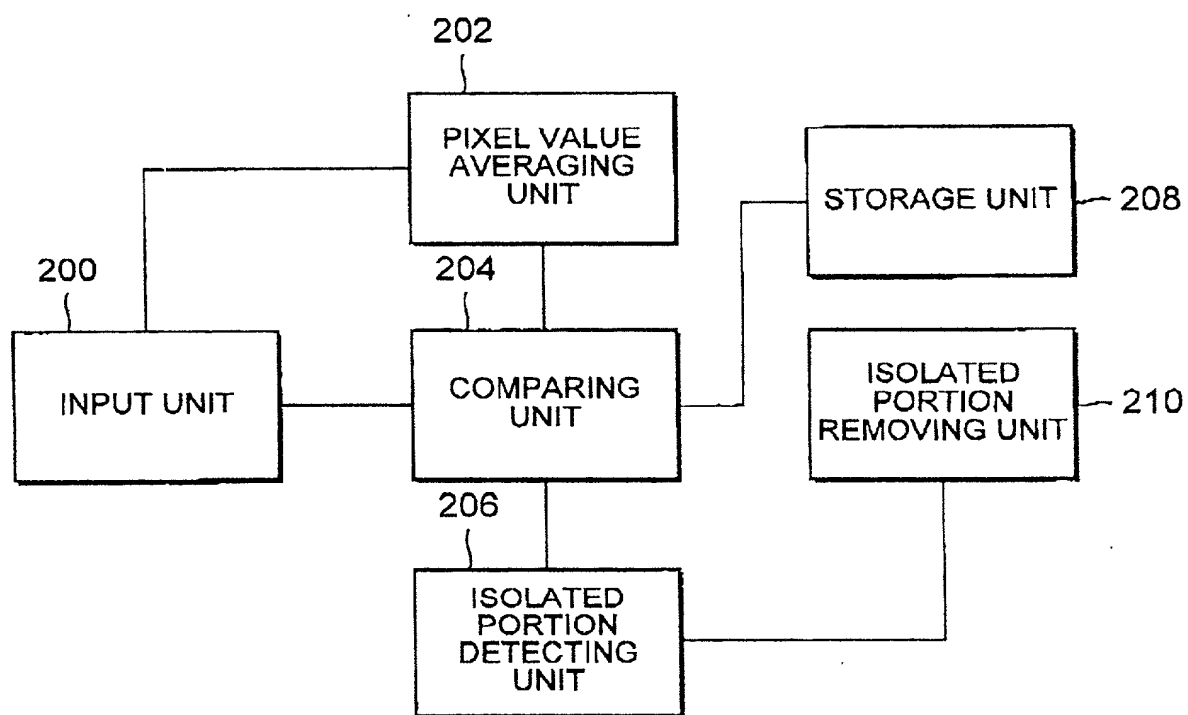 202
PIXEL VALUE
AVERAGING
UNIT
STORAGE UNIT
208
200
204
INPUT UNIT
COMPARING
UNIT
ISOLATED
PORTION
REMOVING UNIT
210
206
ISOLATED
PORTION
DETECTING
UNIT